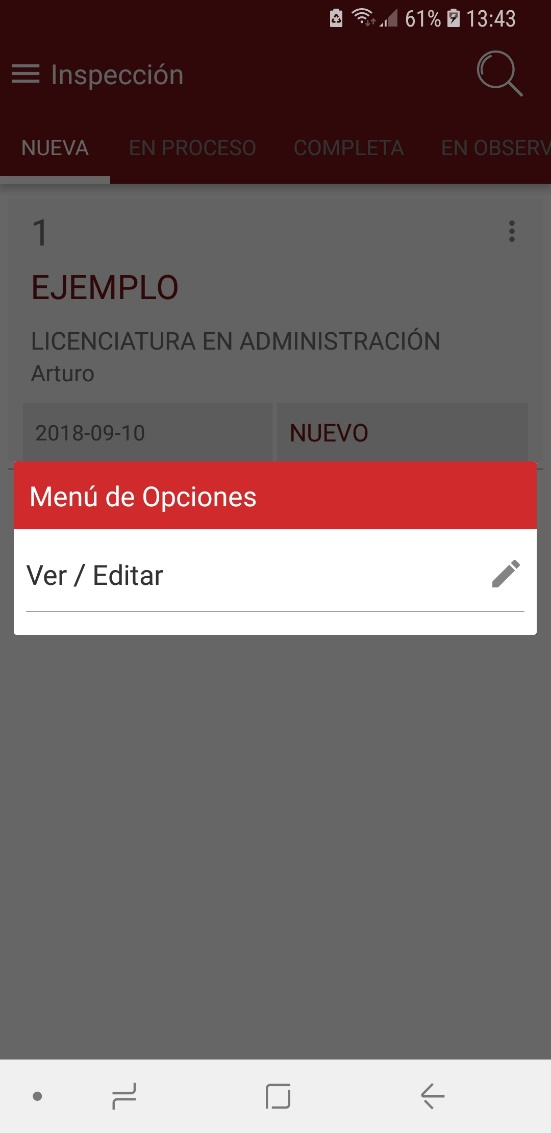 61% 13:43
Inspección
NUEVA EN PROCESO COMPLETA EN OBSERV
1
EJEMPLO
LICENCIATURA EN ADMINISTRACIÓN
Arturo
2018-09-10 NUEVO
Menú de Opciones
Ver / Editar